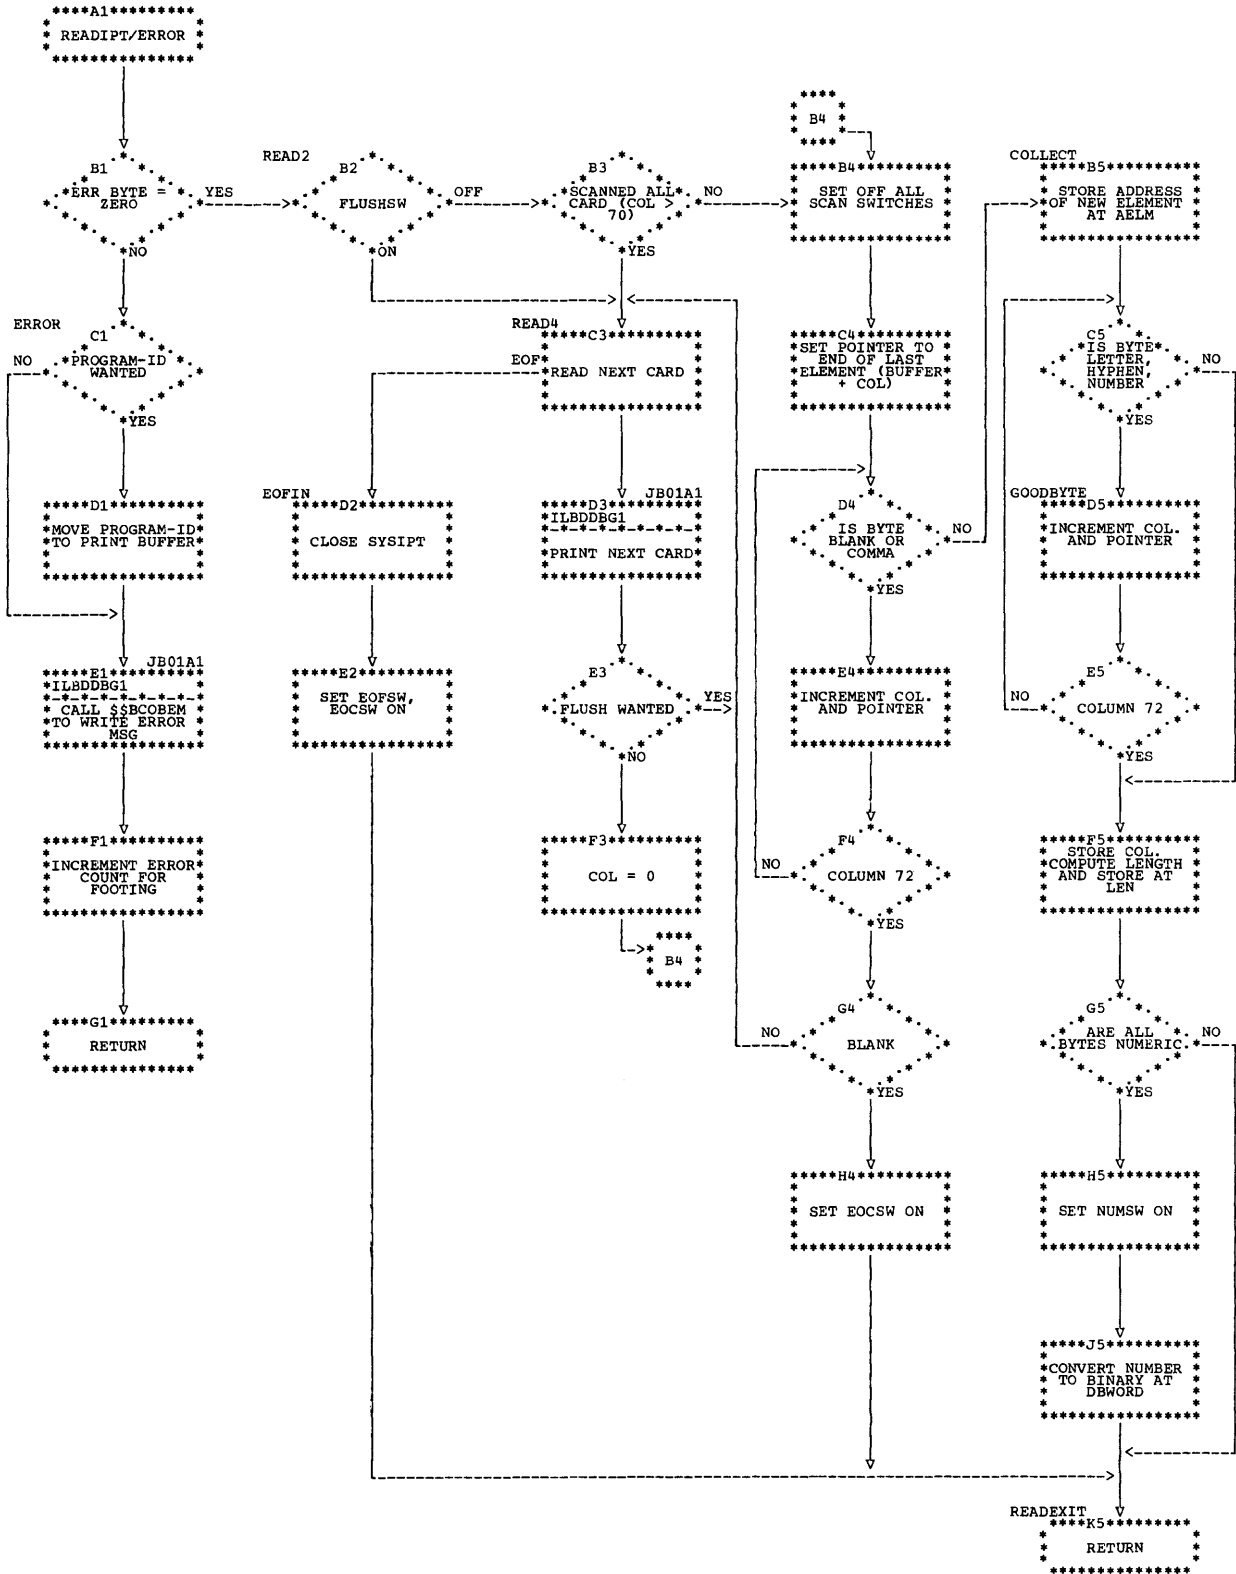 A1
READIPT/ERROR
B1
ERR BYTE =
ZERO
YES
NO
ERROR
C1
PROGRAM-ID
WANTED
NO
YES
D1
MOVE PROGRAM-ID
TO PRINT BUFFER
JB01A1
E1
ILBDDBG1
CALL $$BCOBEM
TO WRITE ERROR
MSG
F1
INCREMENT ERROR
COUNT FOR
FOOTING
G1
RETURN
READ2
B2
FLUSHSW
OFF
ON
EOFIN
D2
CLOSE SYSIPT
E2
SET EOFSW,
EOCSW ON
B3
SCANNED ALL
CARD (COL >
70)
NO
YES
READ4
C3
EOF
READ NEXT CARD
JB01A1
D3
ILBDDBG1
PRINT NEXT CARD
E3
FLUSH WANTED
YES
NO
F3
COL = 0
B4
B4
B4
SET OFF ALL
SCAN SWITCHES
C4
SET POINTER TO
END OF LAST
ELEMENT (BUFFER
+ COL)
D4
IS BYTE
BLANK OR
COMMA
NO
YES
E4
INCREMENT COL.
AND POINTER
F4
COLUMN 72
NO
YES
G4
BLANK
NO
YES
H4
SET EOCSW ON
COLLECT
B5
STORE ADDRESS
OF NEW ELEMENT
AT AELM
C5
IS BYTE
LETTER,
HYPHEN,
NUMBER
NO
YES
GOODBYTE
D5
INCREMENT COL.
AND POINTER
E5
COLUMN 72
NO
YES
F5
STORE COL.
COMPUTE LENGTH
AND STORE AT
LEN
G5
ARE ALL
BYTES NUMERIC
NO
YES
H5
SET NUMSW ON
J5
CONVERT NUMBER
TO BINARY AT
DBWORD
READEXIT
K5
RETURN